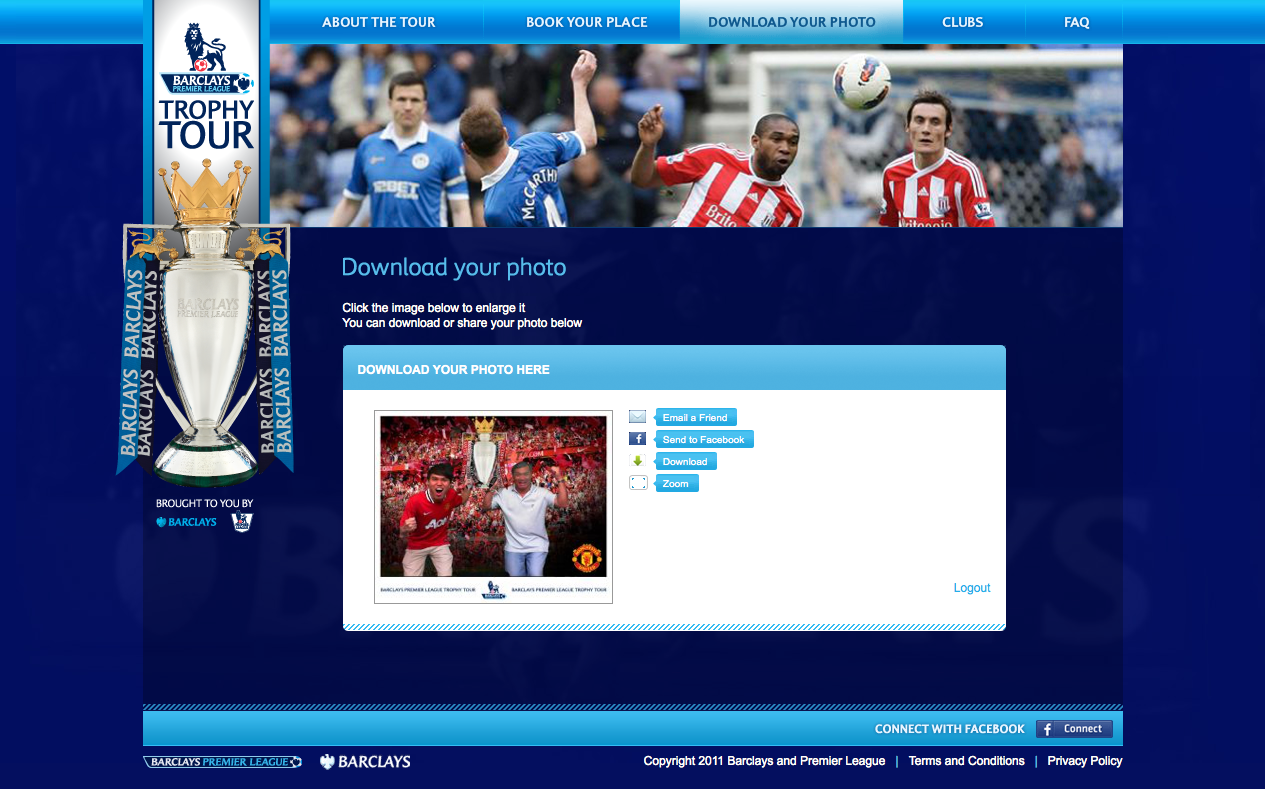 ABOUT THE TOUR
BOOK YOUR PLACE
DOWNLOAD YOUR PHOTO
CLUBS
FAQ
BARCLAYS
PREMIER LEAGUE
TROPHY
TOUR
12BET
McCARTHY
BARCLAYS
PREMIER LEAGUE
BARCLAYS
BARCLAYS
BARCLAYS
BARCLAYS
BARCLAYS
BARCLAYS
BARCLAYS
BARCLAYS
BROUGHT TO YOU BY
BARCLAYS
Download your photo
Click the image below to enlarge it
You can download or share your photo below
DOWNLOAD YOUR PHOTO HERE
AON
BARCLAYS PREMIER LEAGUE TROPHY TOUR
BARCLAYS PREMIER LEAGUE TROPHY TOUR
Email a Friend
Send to Facebook
Download
Zoom
Logout
CONNECT WITH FACEBOOK
Connect
BARCLAYS PREMIER LEAGUE
BARCLAYS
Copyright 2011 Barclays and Premier League | Terms and Conditions | Privacy Policy